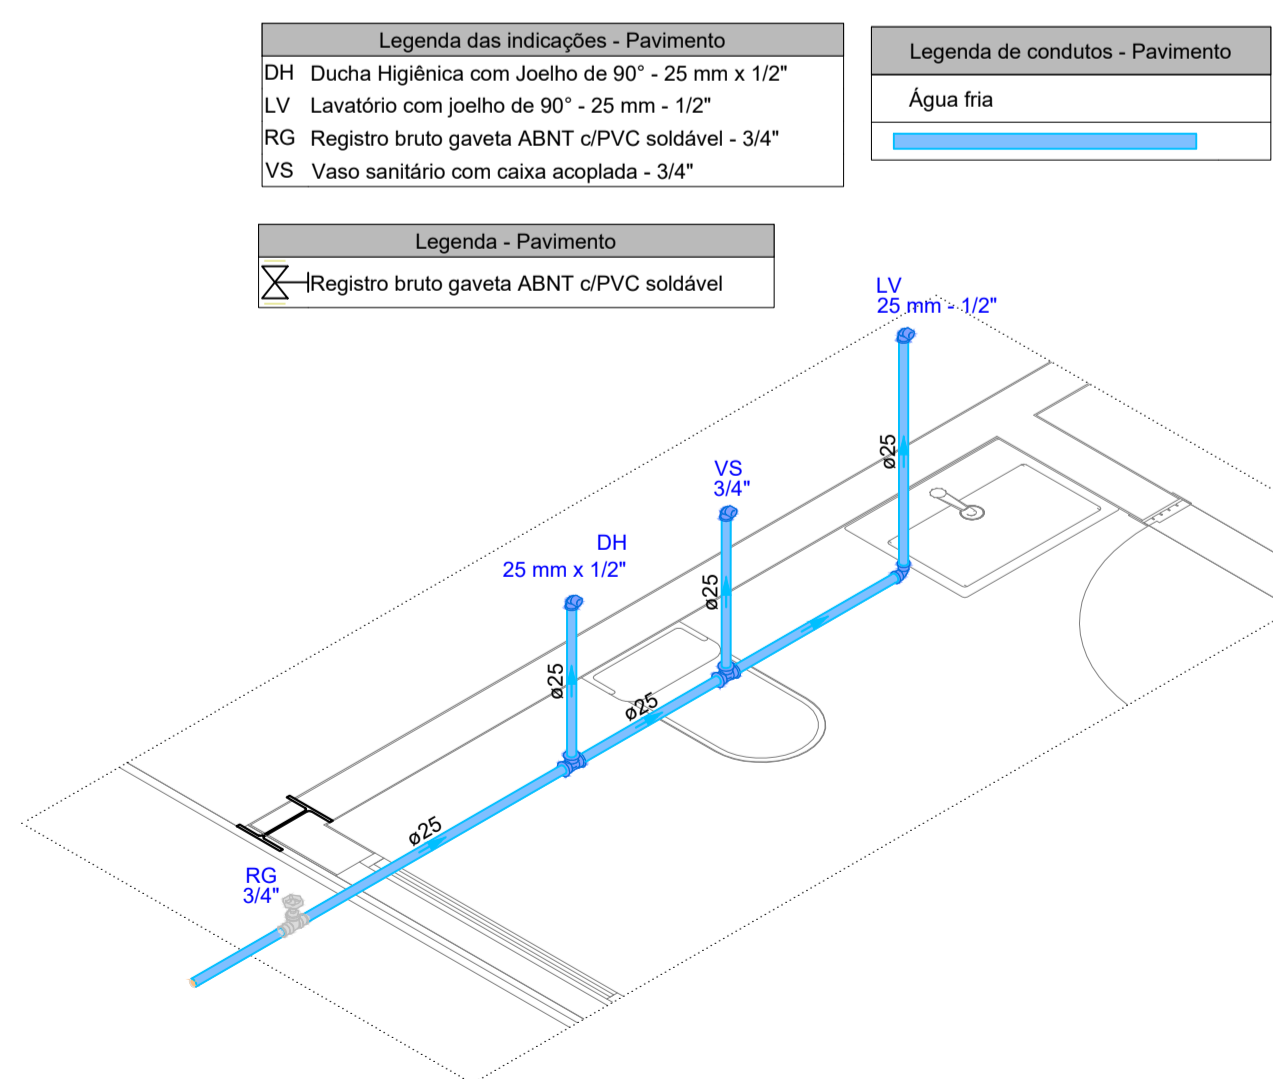 Legenda das indicações - Pavimento
DH Ducha Higiênica com Joelho de 90° - 25 mm x 1/2"
LV Lavatório com joelho de 90° - 25 mm - 1/2"
RG Registro bruto gaveta ABNT c/PVC soldável - 3/4"
VS Vaso sanitário com caixa acoplada - 3/4"
Legenda de condutos - Pavimento
Água fria
Legenda - Pavimento
Registro bruto gaveta ABNT c/PVC soldável
LV
25 mm - 1/2"
ø25
VS
3/4"
ø25
DH
25 mm x 1/2"
ø25
ø25
ø25
RG
3/4"